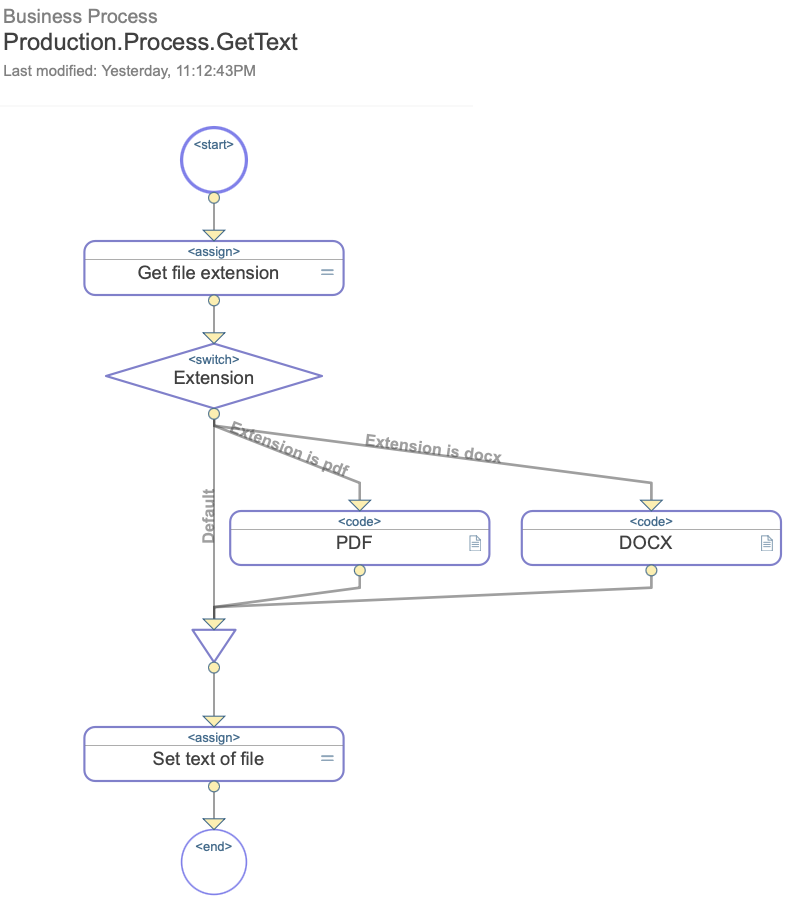 Business Process
Production.Process.GetText
Last modified: Yesterday, 11:12:43PM
<start>
<assign>
Get file extension
<switch>
Extension
Extension is pdf
Extension is docx
Default
<code>
PDF
<code>
DOCX
<assign>
Set text of file
<end>